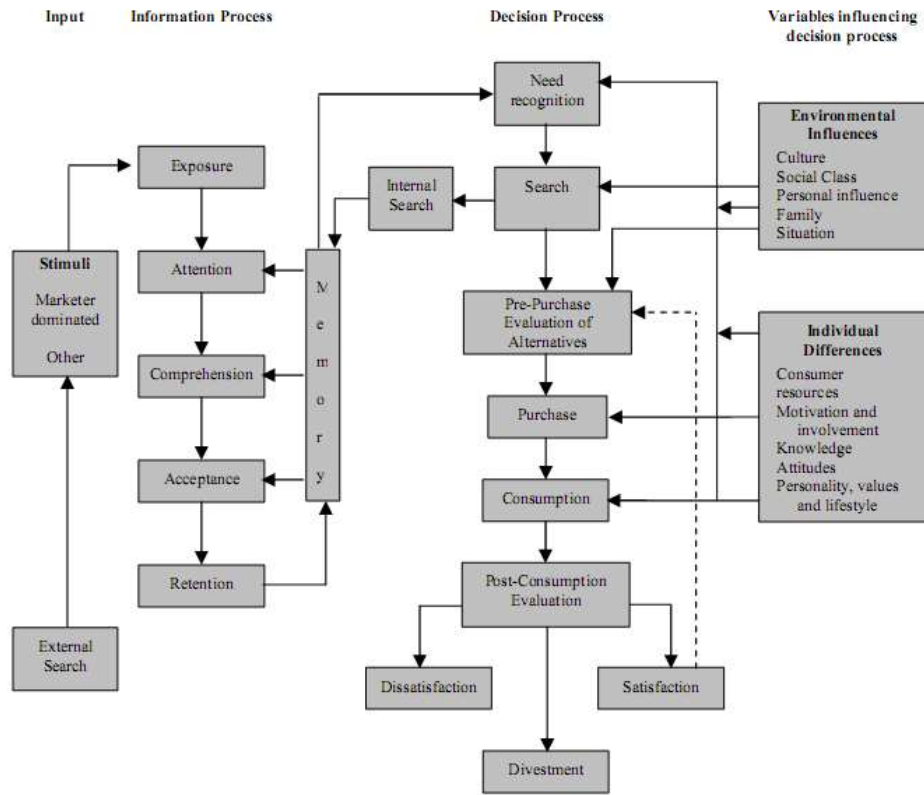 Input
Information Process
Decision Process
Variables influencing
decision process
Need
recognition
Environmental
Influences
Culture
Social Class
Personal influence
Family
Situation
Exposure
Internal
Search
Search
Stimuli
Marketer
dominated
Other
Attention
M
e
m
o
r
y
Pre-Purchase
Evaluation of
Alternatives
Individual
Differences
Consumer
resources
Motivation and
involvement
Knowledge
Attitudes
Personality, values
and lifestyle
Comprehension
Purchase
Acceptance
Consumption
Retention
Post-Consumption
Evaluation
External
Search
Dissatisfaction
Satisfaction
Divestment